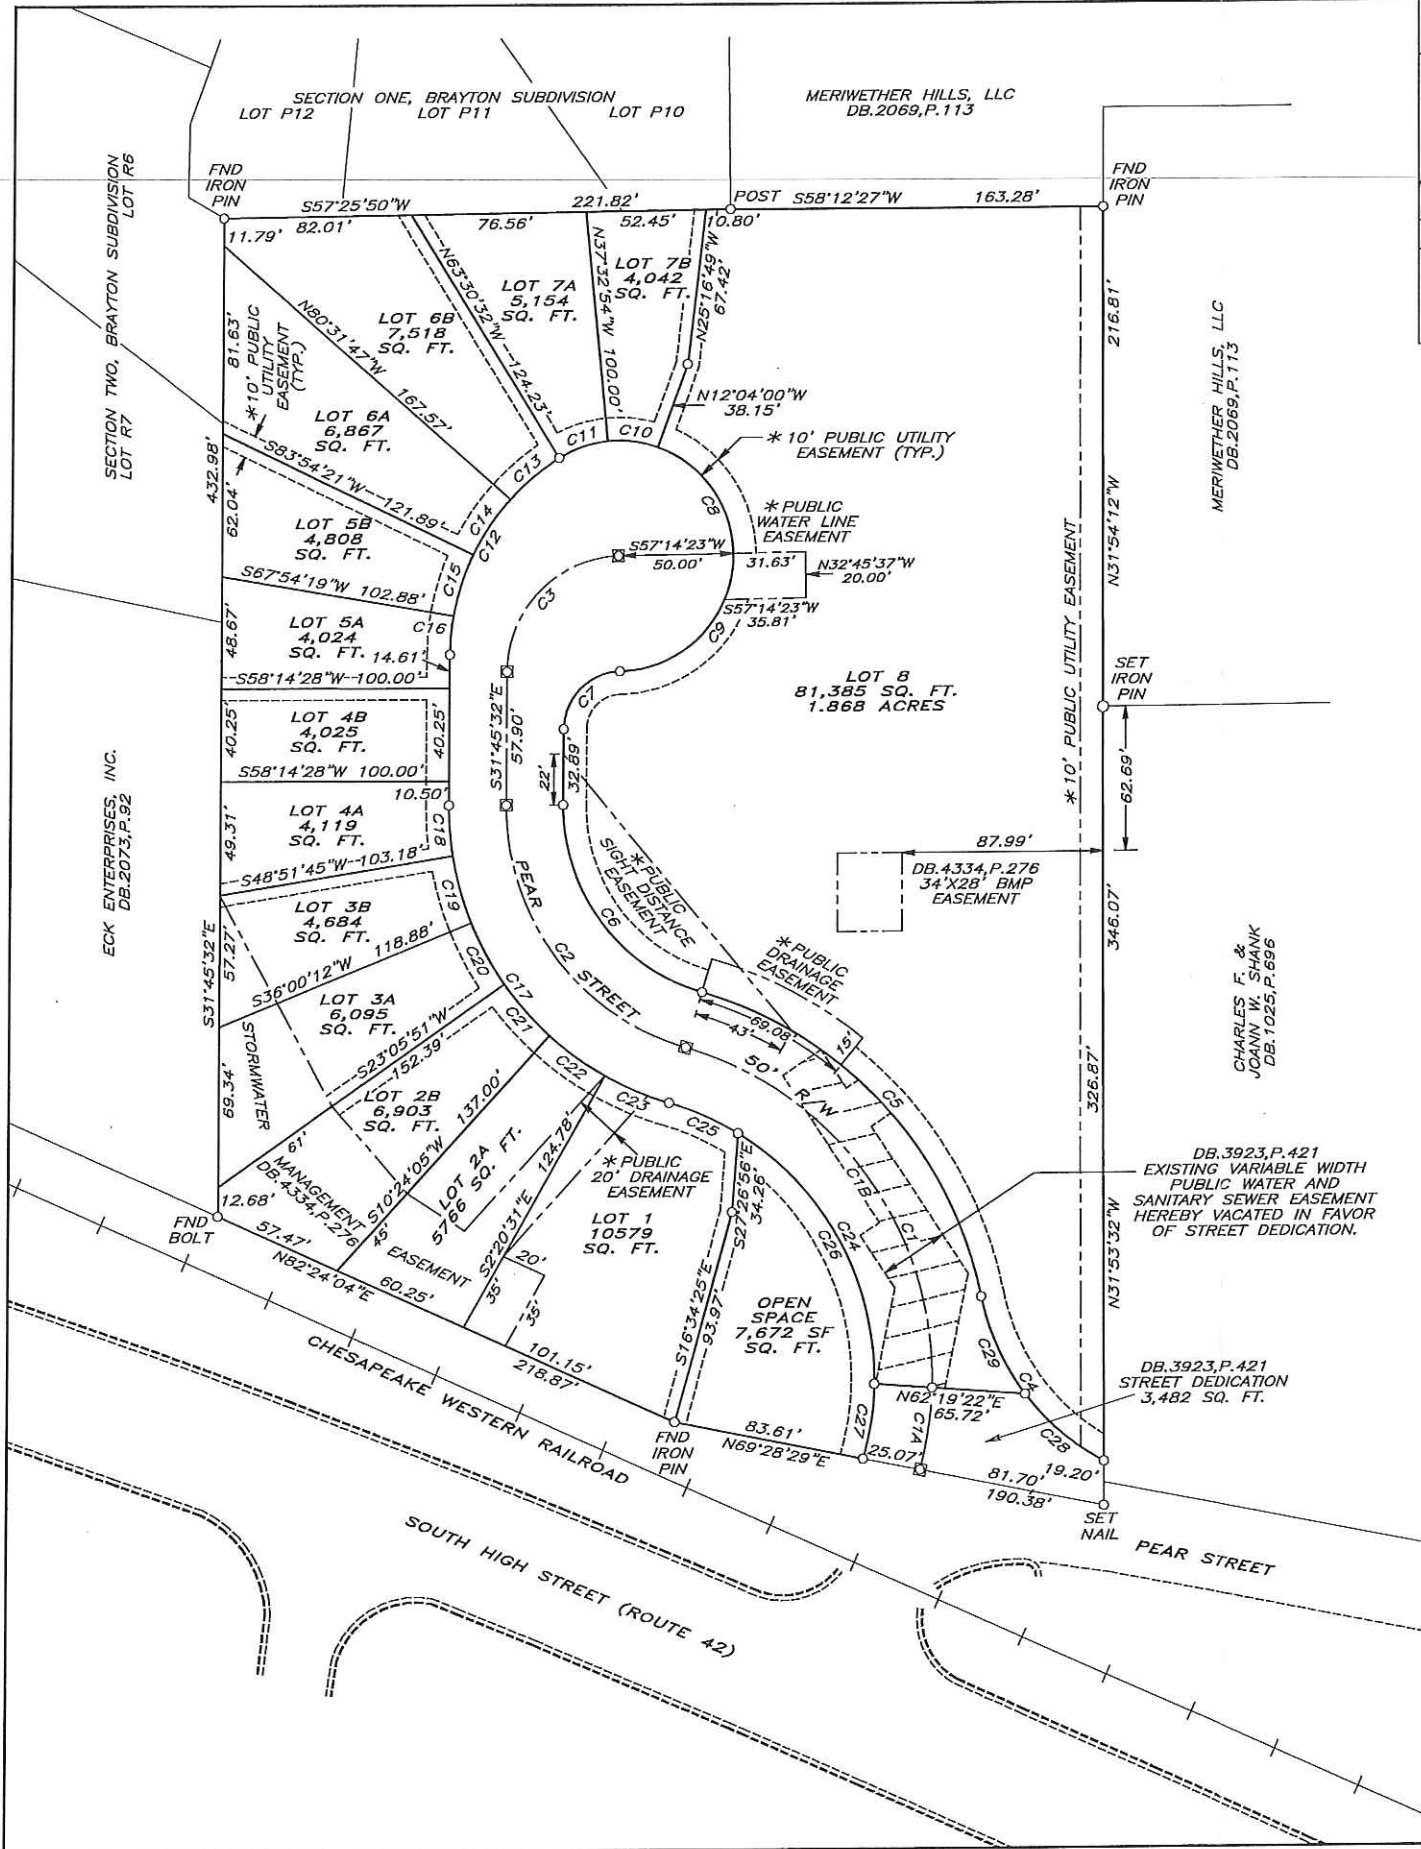 SECTION ONE, BRAYTON SUBDIVISION
LOT P12
LOT P11
LOT P10
MERIWETHER HILLS, LLC
DB.2069,P.113
SECTION TWO, BRAYTON SUBDIVISION
LOT R6
LOT R7
FND
IRON
PIN
S57°25'50"W
221.82'
POST
S58°12'27"W
163.28'
FND
IRON
PIN
11.79'
82.01'
76.56'
52.45'
10.80'
N63°30'32"W
124.23'
N37°32'54"W 100.00'
N25°16'49"W
67.42'
LOT 7B
4,042
SQ. FT.
LOT 7A
5,154
SQ. FT.
LOT 6B
7,518
SQ. FT.
N80°31'47"W
167.57'
81.63'
*10' PUBLIC
UTILITY
EASEMENT
(TYP.)
216.81'
MERIWETHER HILLS, LLC
DB.2069,P.113
N12°04'00"W
38.15'
LOT 6A
6,867
SQ. FT.
C11
C10
*10' PUBLIC UTILITY
EASEMENT (TYP.)
S83°54'21"W
121.89'
C13
432.98'
62.04'
C14
C12
C8
*PUBLIC
WATER LINE
EASEMENT
LOT 5B
4,808
SQ. FT.
S57°14'23"W
50.00'
31.63'
N32°45'37"W
20.00'
N31°54'12"W
S67°54'19"W 102.88'
C15
C3
S57°14'23"W
35.81'
C9
*10' PUBLIC UTILITY EASEMENT
48.67'
LOT 5A
4,024
SQ. FT.
C16
14.61'
S58°14'28"W 100.00'
C7
LOT 8
81,385 SQ. FT.
1.868 ACRES
SET
IRON
PIN
40.25'
LOT 4B
4,025
SQ. FT.
40.25'
S31°45'32"E
57.90'
32.89'
22'
S58°14'28"W 100.00'
10.50'
62.69'
ECK ENTERPRISES, INC.
DB.2073,P.92
49.31'
LOT 4A
4,119
SQ. FT.
C18
S48°51'45"W 103.18'
PEAR
C2 STREET
*PUBLIC
SIGHT DISTANCE
EASEMENT
87.99'
DB.4334,P.276
34'X28' BMP
EASEMENT
LOT 3B
4,684
SQ. FT.
C19
57.27'
118.88'
C6
346.07'
S31°45'32"E
S36°00'12"W
C20
*PUBLIC
DRAINAGE
EASEMENT
CHARLES F. &
JOANN W. SHANK
DB.1025,P.696
LOT 3A
6,095
SQ. FT.
C17
C21
69.08'
43'
15'
STORMWATER
S23°05'51"W
152.39'
50'
R/W
69.34'
C22
C5
326.87'
LOT 2B
6,903
SQ. FT.
137.00'
C23
C25
61'
S10°24'05"W
LOT 2A
5766 SQ. FT.
124.78'
*PUBLIC
20' DRAINAGE
EASEMENT
S27°26'56"E
34.26'
DB.3923,P.421
EXISTING VARIABLE WIDTH
PUBLIC WATER AND
SANITARY SEWER EASEMENT
HEREBY VACATED IN FAVOR
OF STREET DEDICATION.
MANAGEMENT
DB.4334,P.276
12.68'
FND
BOLT
57.47'
45'
EASEMENT
S2°20'31"E
LOT 1
10579
SQ. FT.
C1B
C24
C26
C1
N82°24'04"E
60.25'
20'
35'
35'
S16°34'25"E
93.97'
OPEN
SPACE
7,672 SF
SQ. FT.
N31°53'32"W
101.15'
218.87'
C29
C4
DB.3923,P.421
STREET DEDICATION
3,482 SQ. FT.
CHESAPEAKE WESTERN RAILROAD
N62°19'22"E
65.72'
C27
C1A
C28
FND
IRON
PIN
83.61'
N69°28'29"E
25.07'
81.70'
19.20'
190.38'
SET
NAIL
PEAR STREET
SOUTH HIGH STREET (ROUTE 42)